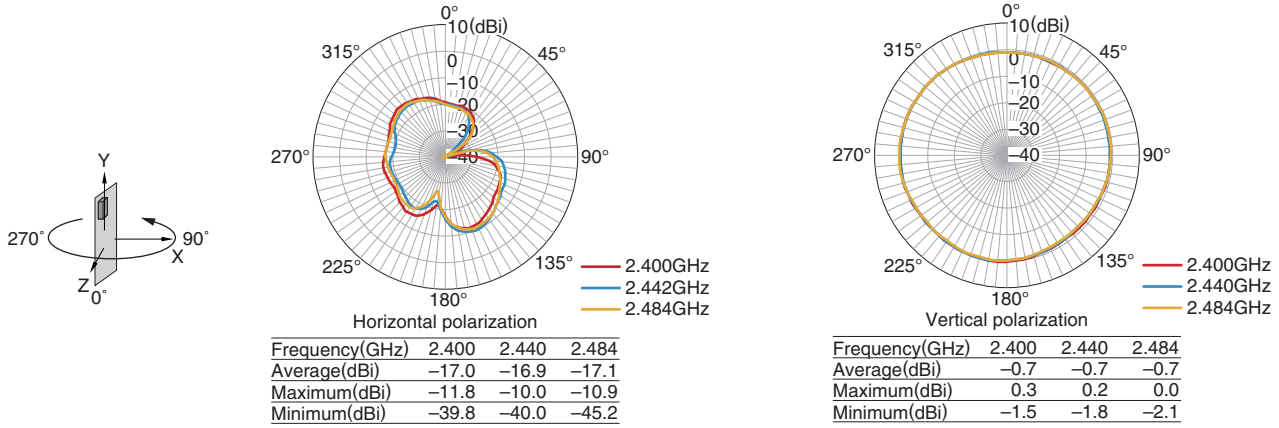 Y
270°
90°
X
Z
0°
0°
10(dBi)
315°
45°
0
−10
−20
−30
270°
−40
90°
225°
135°
180°
2.400GHz
2.442GHz
2.484GHz
Horizontal polarization
Frequency(GHz) 2.400 2.440 2.484
Average(dBi) −17.0 −16.9 −17.1
Maximum(dBi) −11.8 −10.0 −10.9
Minimum(dBi) −39.8 −40.0 −45.2
0°
10(dBi)
315°
45°
0
−10
−20
−30
270°
−40
90°
225°
135°
180°
2.400GHz
2.440GHz
2.484GHz
Vertical polarization
Frequency(GHz) 2.400 2.440 2.484
Average(dBi) −0.7 −0.7 −0.7
Maximum(dBi) 0.3 0.2 0.0
Minimum(dBi) −1.5 −1.8 −2.1